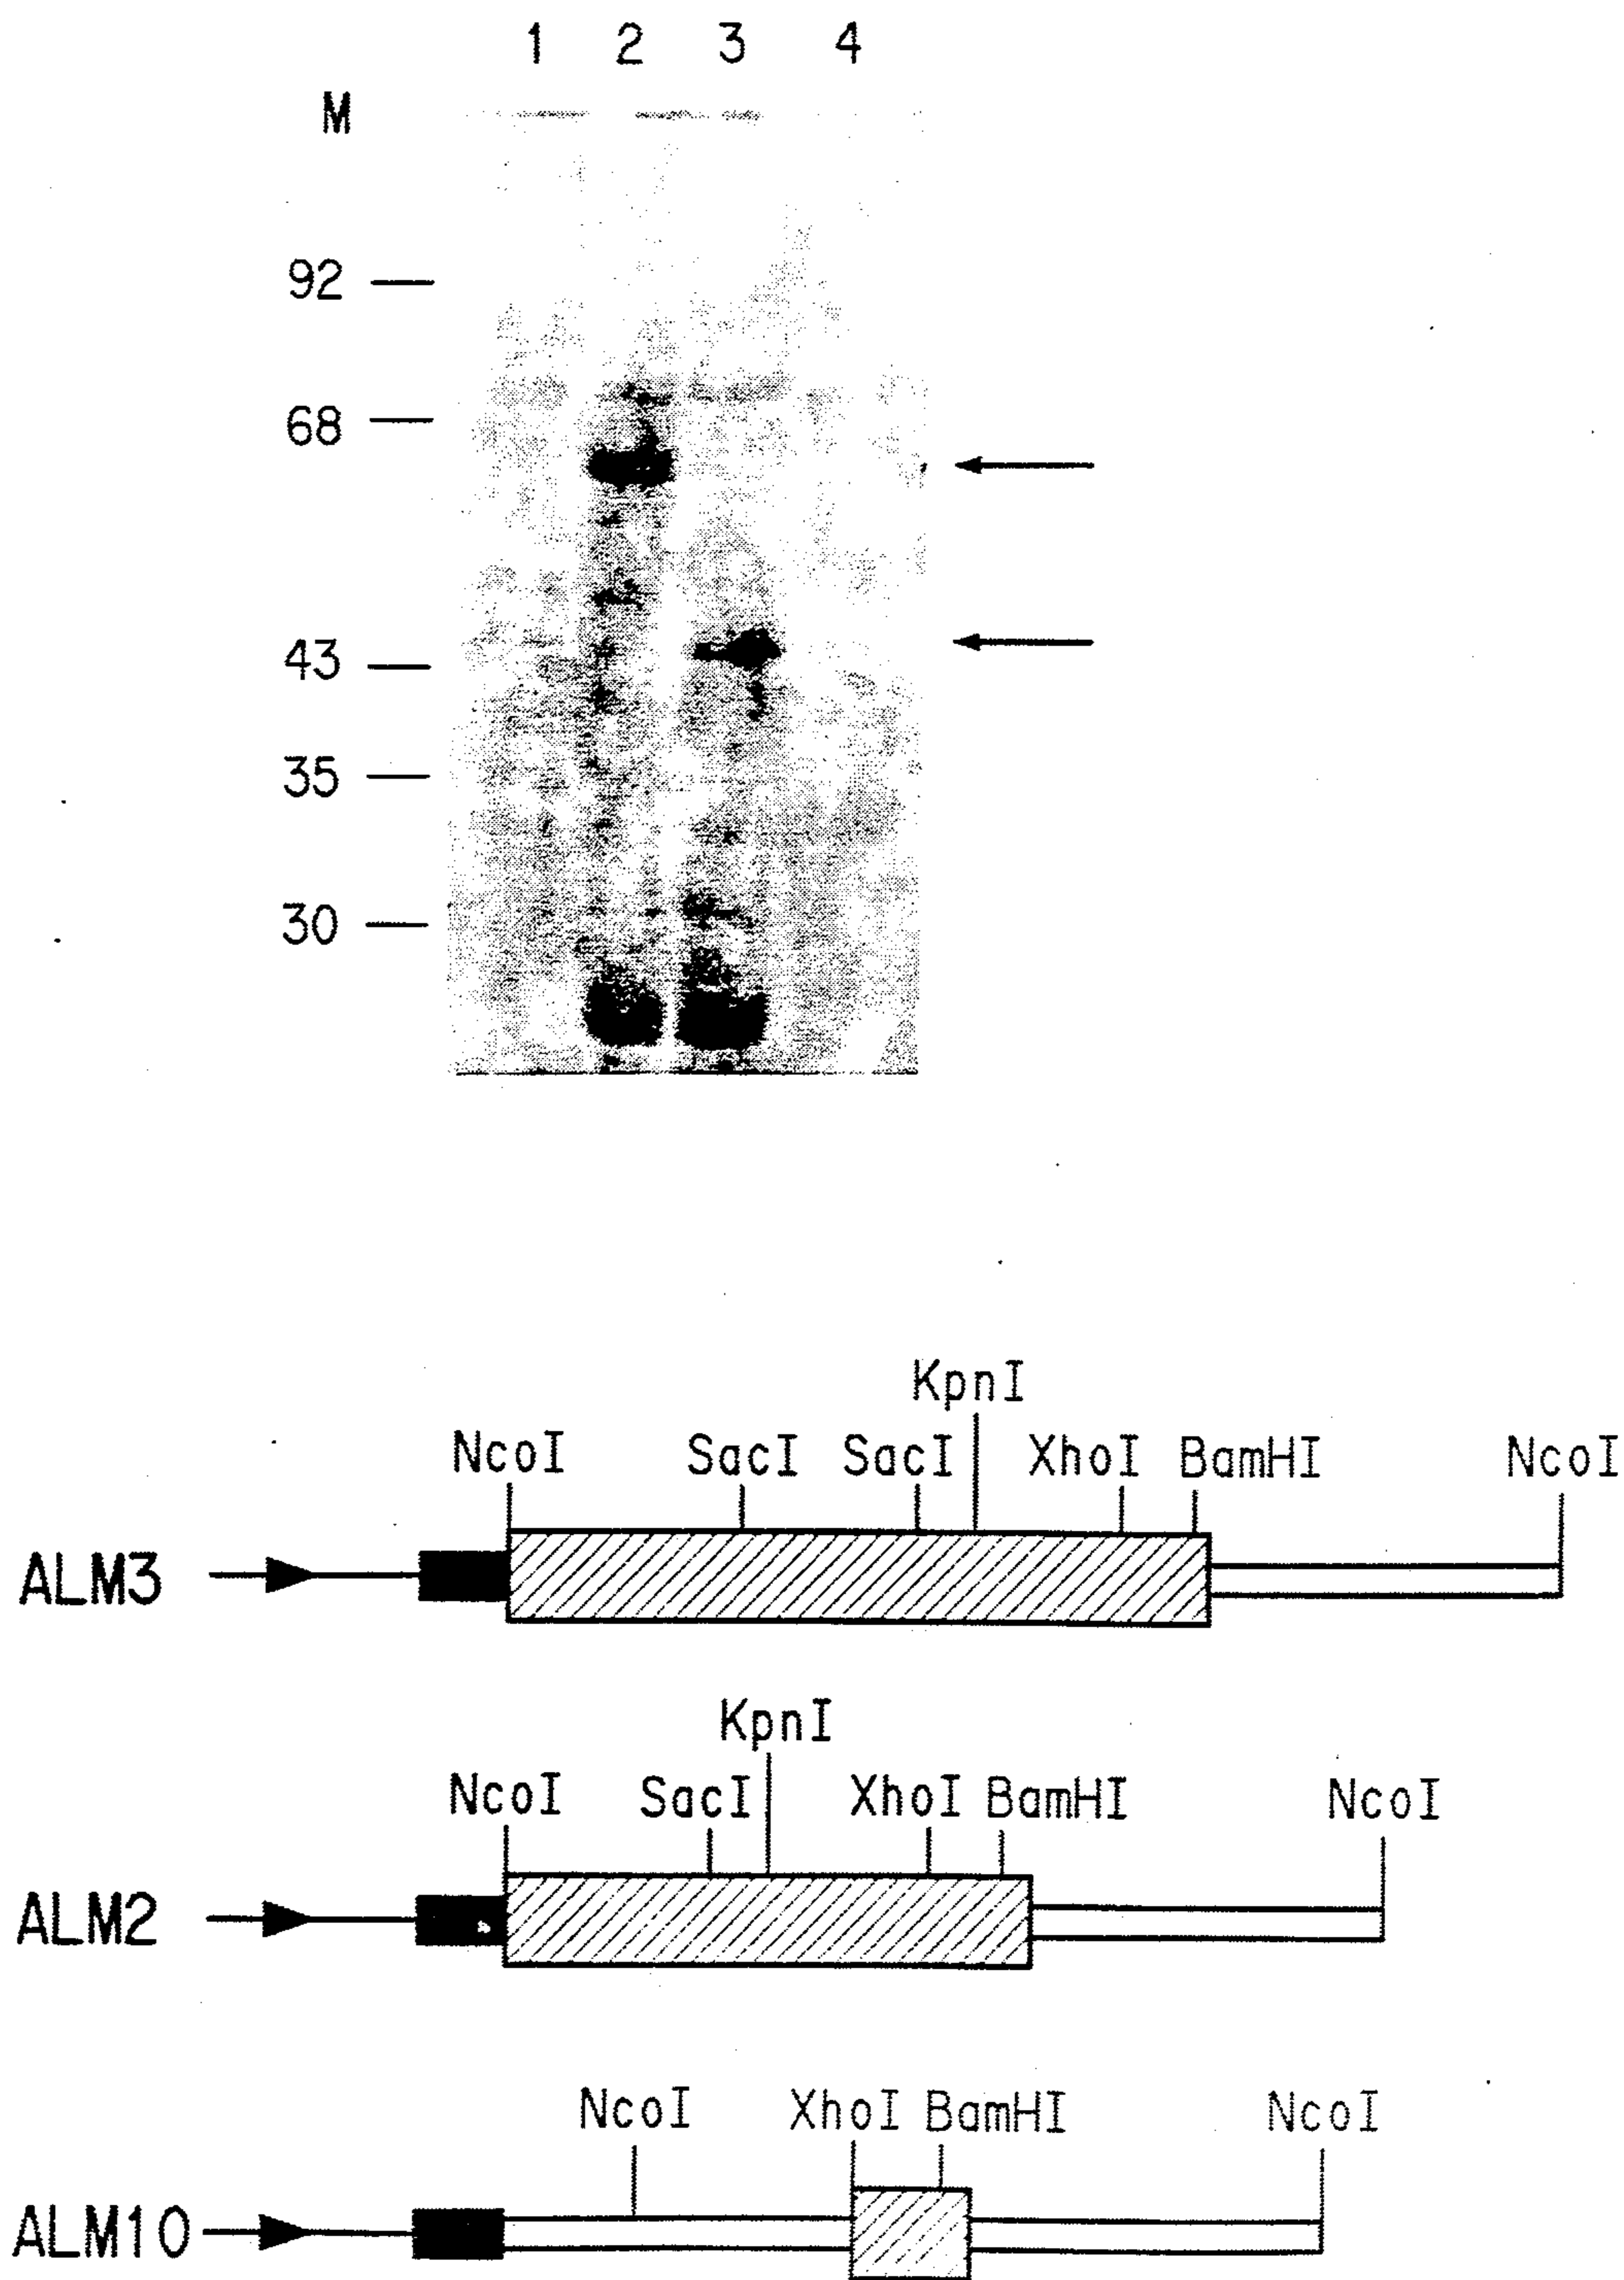 1 2 3 4
M
92
68
43
35
30
KpnI
NcoI SacI SacI XhoI BamHI NcoI
ALM3
KpnI
NcoI SacI XhoI BamHI NcoI
ALM2
NcoI XhoI BamHI NcoI
ALM10